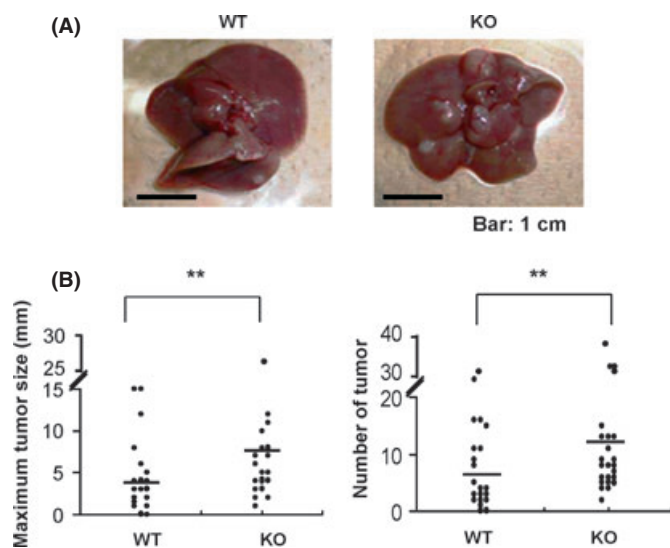 (A)
WT
KO
Bar: 1 cm
(B)
**
Maximum tumor size (mm)
30
25
15
10
5
0
WT
KO
**
Number of tumor
40
30
20
10
0
WT
KO